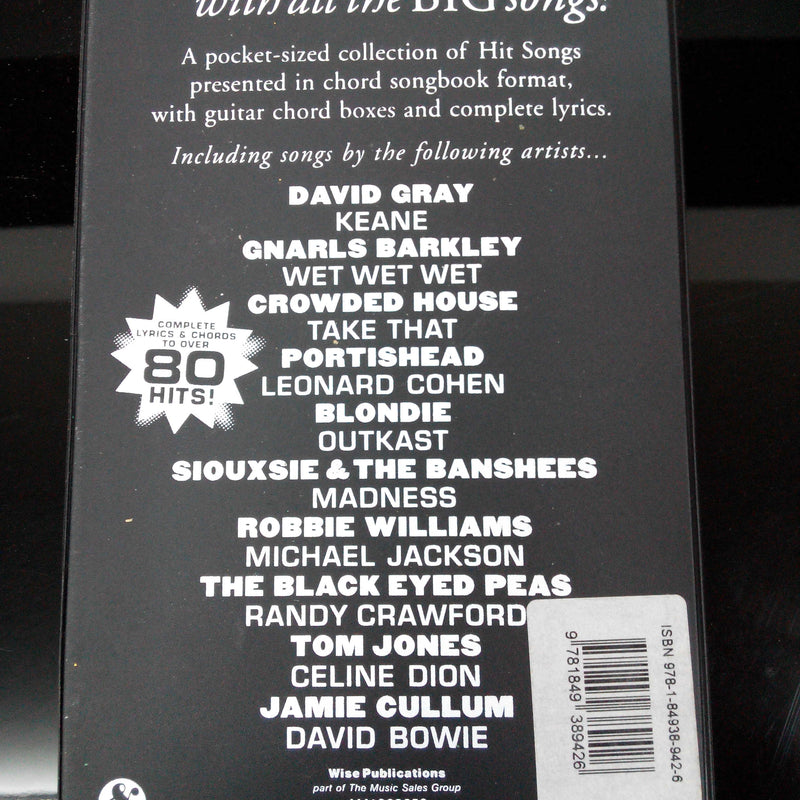 with all the BIG songs!
A pocket-sized collection of Hit Songs
presented in chord songbook format,
with guitar chord boxes and complete lyrics.
Including songs by the following artists...
DAVID GRAY
KEANE
GNARLS BARKLEY
WET WET WET
CROWDED HOUSE
TAKE THAT
PORTISHEAD
LEONARD COHEN
BLONDIE
OUTKAST
SIOUXSIE & THE BANSHEES
MADNESS
ROBBIE WILLIAMS
MICHAEL JACKSON
THE BLACK EYED PEAS
RANDY CRAWFORD
TOM JONES
CELINE DION
JAMIE CULLUM
DAVID BOWIE
COMPLETE
LYRICS & CHORDS
TO OVER
80
HITS!
Wise Publications
part of The Music Sales Group
&
ISBN 978-1-84938-942-6
9 781849 389426